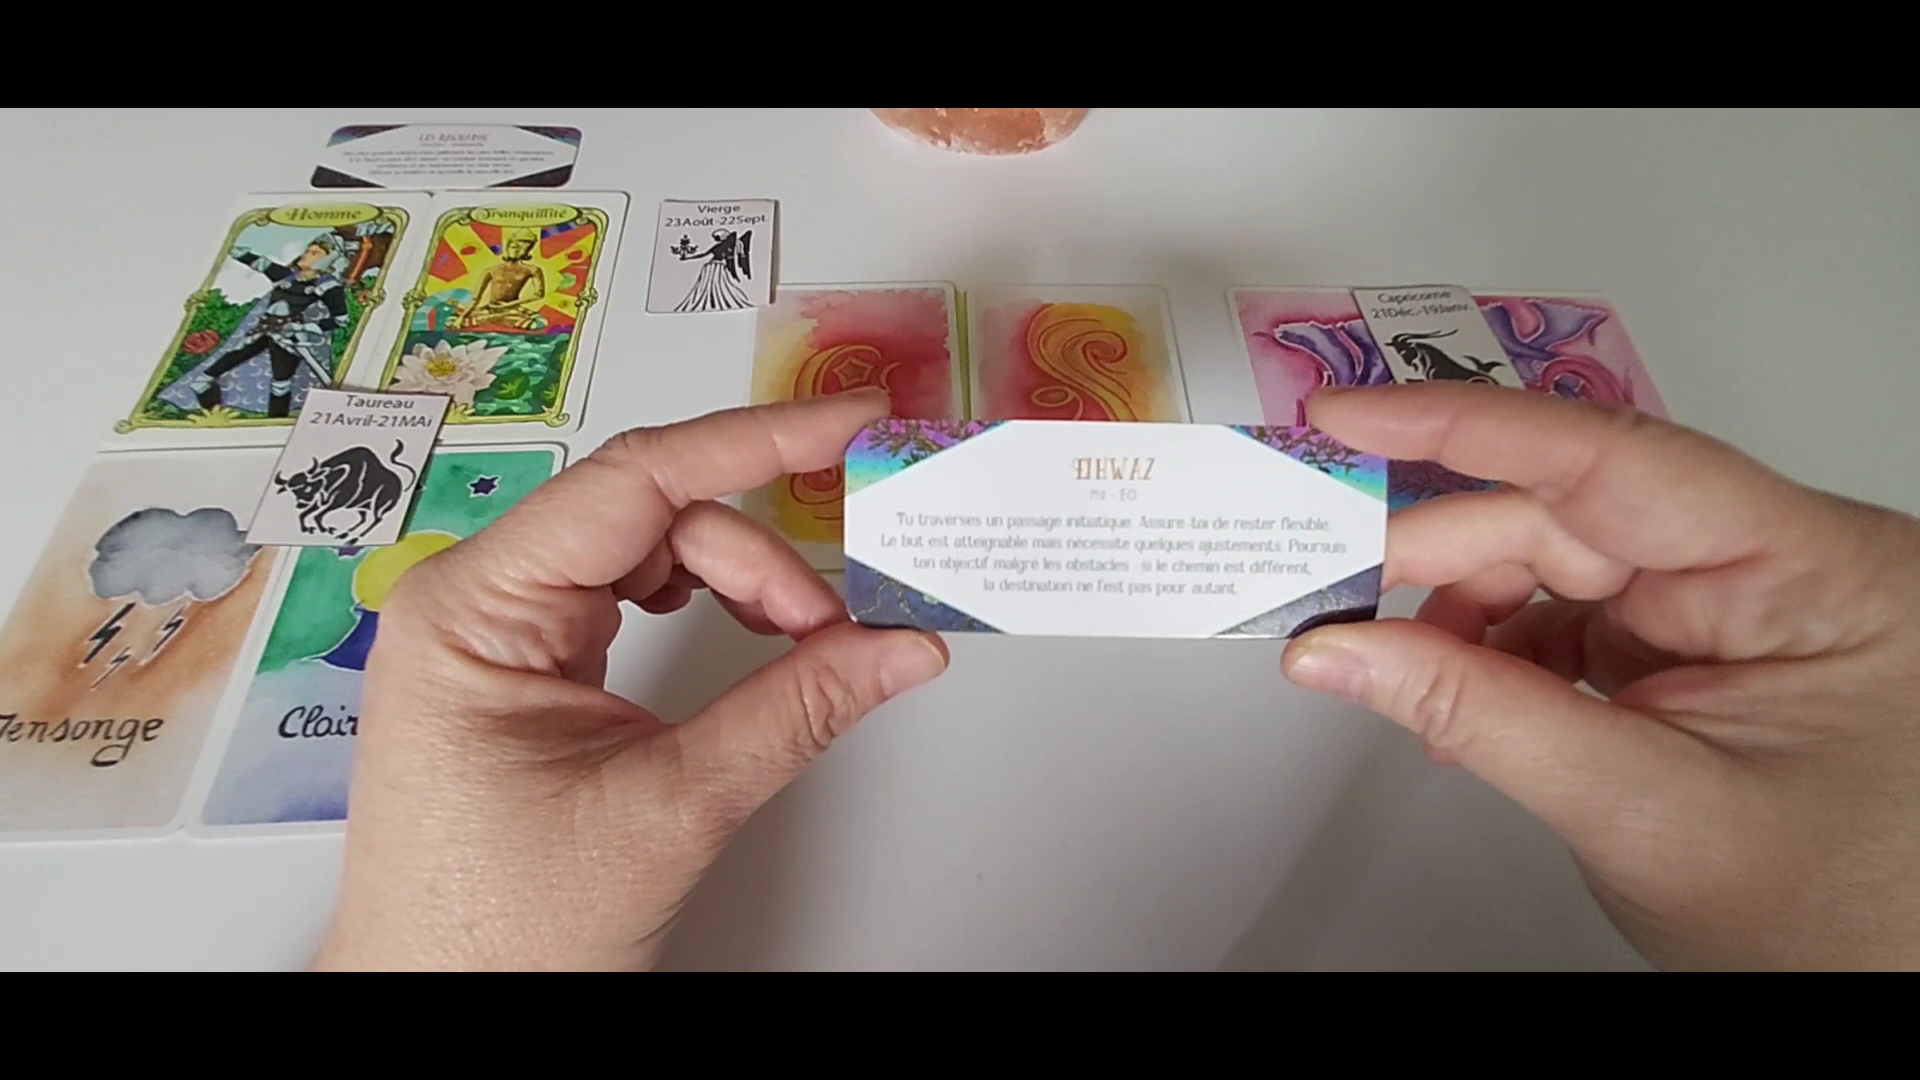 Homme
Tranquillité
Vierge
23Août-22Sept.
Capricorne
21Déc.-19Janv.
Taureau
21Avril-21MAi
EIHWAZ
EO
Tu traverses un passage initiatique. Assure-toi de rester flexible.
Le but est atteignable mais nécessite quelques ajustements. Poursuis
ton objectif malgré les obstacles : si le chemin est différent,
la destination ne l'est pas pour autant.
ensonge
Clair